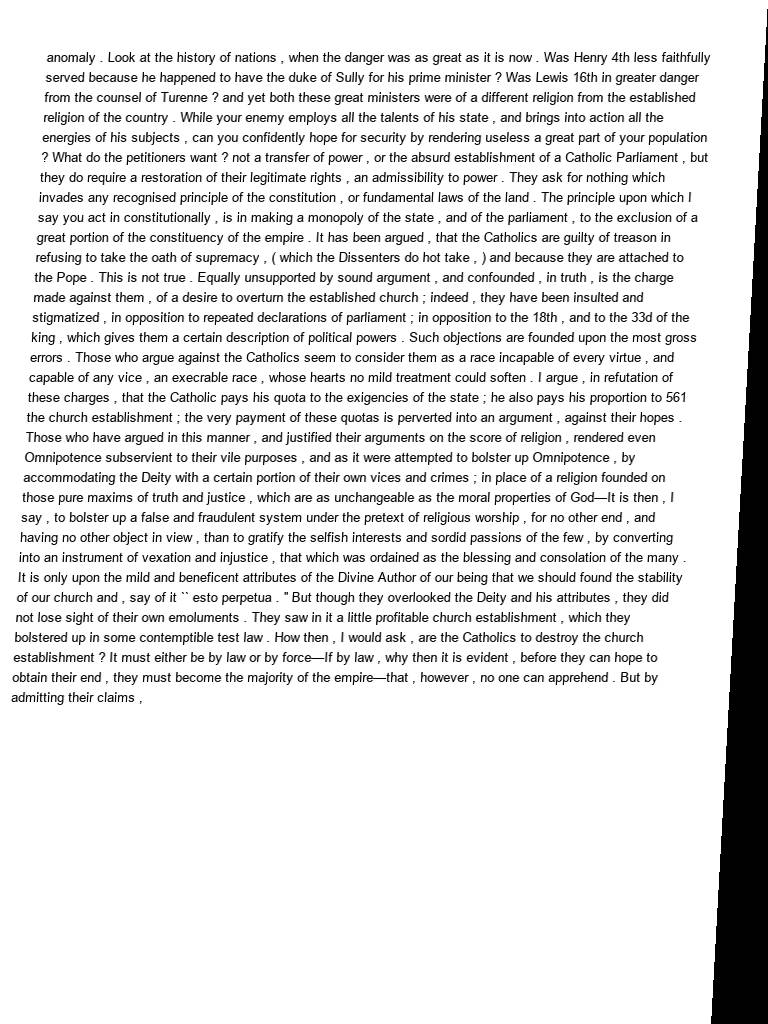 anomaly . Look at the history of nations , when the danger was as great as it is now . Was Henry 4th less faithfully
served because he happened to have the duke of Sully for his prime minister ? Was Lewis 16th in greater danger
from the counsel of Turenne ? and yet both these great ministers were of a different religion from the established
religion of the country . While your enemy employs all the talents of his state , and brings into action all the
energies of his subjects , can you confidently hope for security by rendering useless a great part of your population
? What do the petitioners want ? not a transfer of power , or the absurd establishment of a Catholic Parliament , but
they do require a restoration of their legitimate rights , an admissibility to power . They ask for nothing which
invades any recognised principle of the constitution , or fundamental laws of the land . The principle upon which I
say you act in constitutionally , is in making a monopoly of the state , and of the parliament , to the exclusion of a
great portion of the constituency of the empire . It has been argued , that the Catholics are guilty of treason in
refusing to take the oath of supremacy , ( which the Dissenters do hot take , ) and because they are attached to
the Pope . This is not true . Equally unsupported by sound argument , and confounded , in truth , is the charge
made against them , of a desire to overturn the established church ; indeed , they have been insulted and
stigmatized , in opposition to repeated declarations of parliament ; in opposition to the 18th , and to the 33d of the
king , which gives them a certain description of political powers . Such objections are founded upon the most gross
errors . Those who argue against the Catholics seem to consider them as a race incapable of every virtue , and
capable of any vice , an execrable race , whose hearts no mild treatment could soften . I argue , in refutation of
these charges , that the Catholic pays his quota to the exigencies of the state ; he also pays his proportion to 561
the church establishment ; the very payment of these quotas is perverted into an argument , against their hopes .
Those who have argued in this manner , and justified their arguments on the score of religion , rendered even
Omnipotence subservient to their vile purposes , and as it were attempted to bolster up Omnipotence , by
accommodating the Deity with a certain portion of their own vices and crimes ; in place of a religion founded on
those pure maxims of truth and justice , which are as unchangeable as the moral properties of God—It is then , I
say , to bolster up a false and fraudulent system under the pretext of religious worship , for no other end , and
having no other object in view , than to gratify the selfish interests and sordid passions of the few , by converting
into an instrument of vexation and injustice , that which was ordained as the blessing and consolation of the many .
It is only upon the mild and beneficent attributes of the Divine Author of our being that we should found the stability
of our church and , say of it `` esto perpetua . " But though they overlooked the Deity and his attributes , they did
not lose sight of their own emoluments . They saw in it a little profitable church establishment , which they
bolstered up in some contemptible test law . How then , I would ask , are the Catholics to destroy the church
establishment ? It must either be by law or by force—If by law , why then it is evident , before they can hope to
obtain their end , they must become the majority of the empire—that , however , no one can apprehend . But by
admitting their claims ,